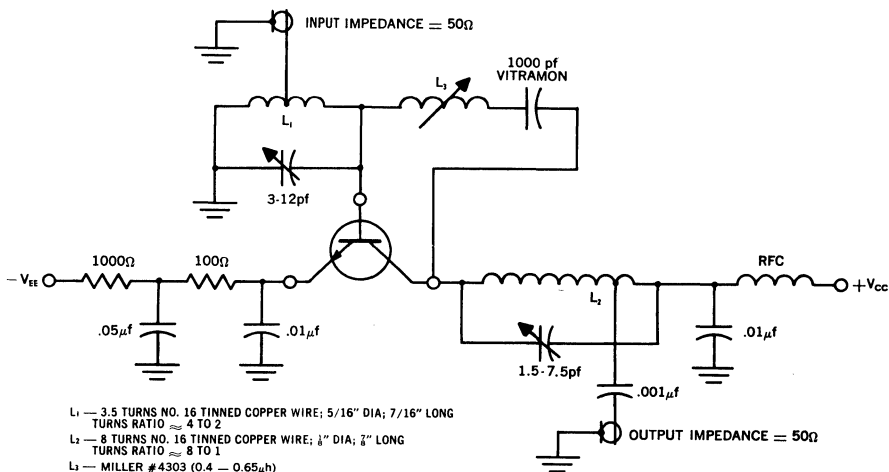 INPUT IMPEDANCE = 50Ω
1000 pf
VITRAMON
L₃
L₁
3-12pf
1000Ω
100Ω
RFC
−V_EE
+V_CC
L₂
.05μf
.01μf
.01μf
1.5-7.5pf
.001μf
OUTPUT IMPEDANCE = 50Ω
L₁ — 3.5 TURNS NO. 16 TINNED COPPER WIRE; 5/16" DIA; 7/16" LONG
TURNS RATIO ≈ 4 TO 2
L₂ — 8 TURNS NO. 16 TINNED COPPER WIRE; ⅛" DIA; ⅞" LONG
TURNS RATIO ≈ 8 TO 1
L₃ — MILLER #4303 (0.4 — 0.65μh)